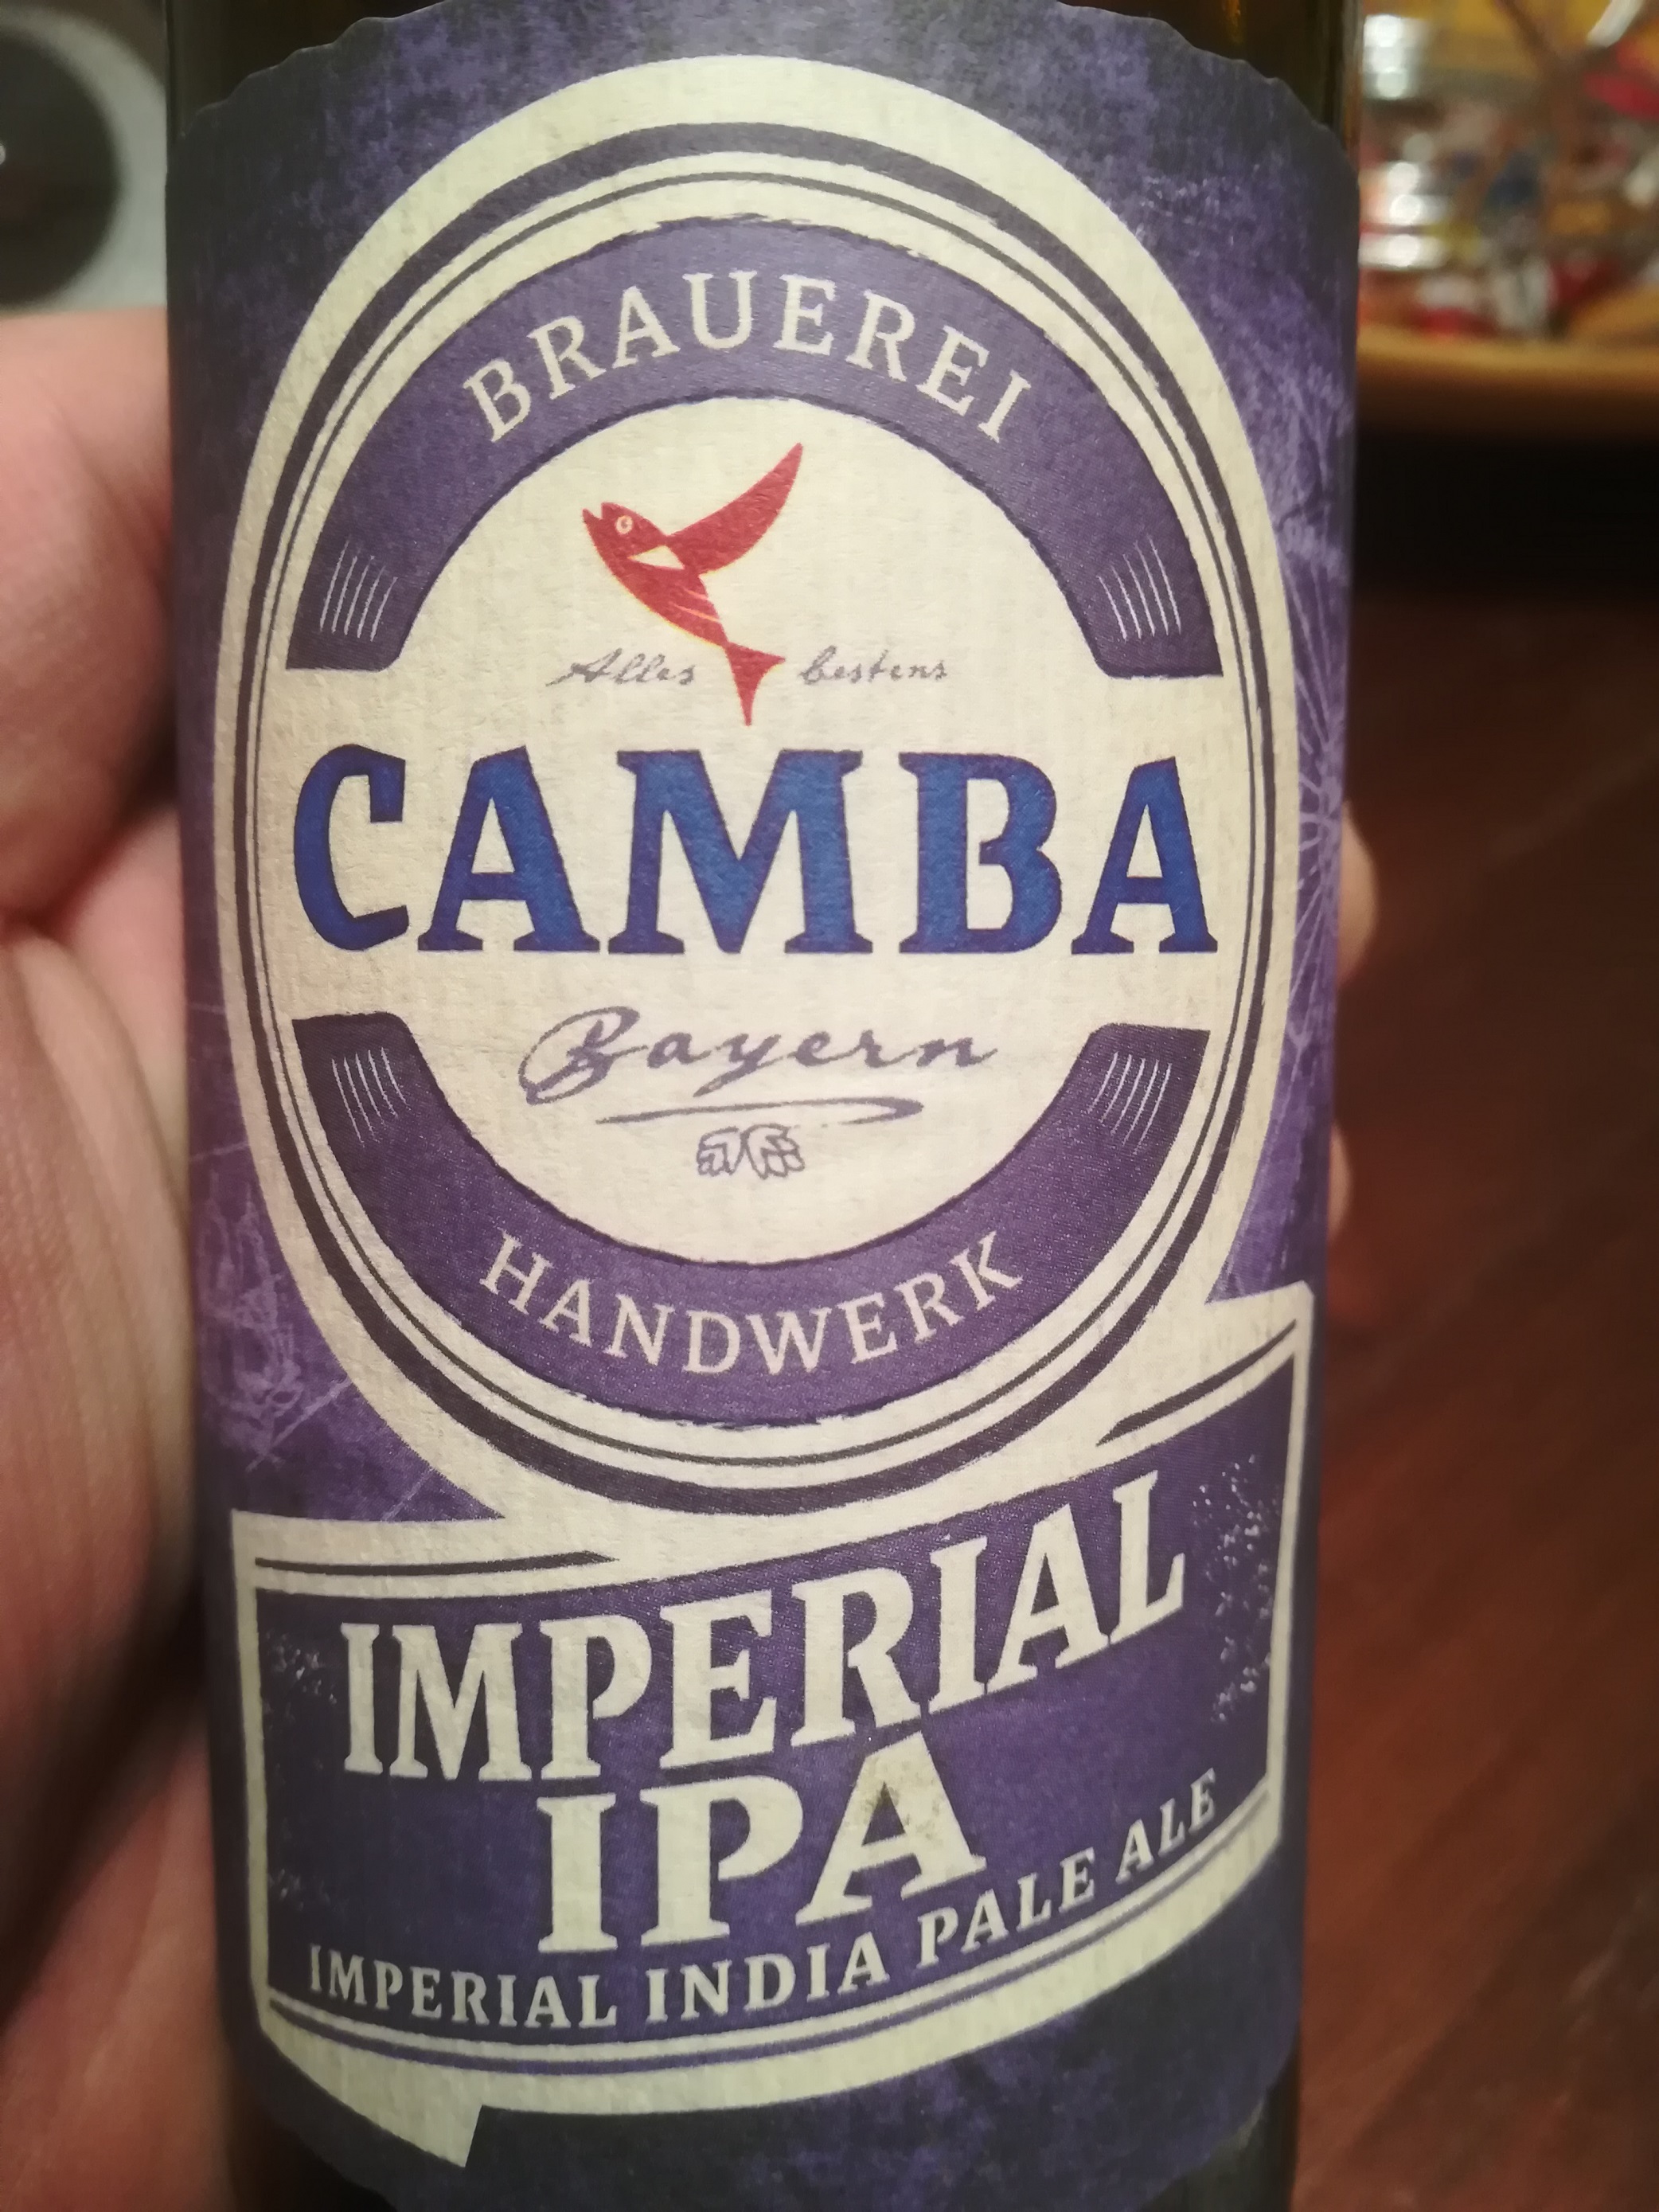 BRAUEREI
Alles bestens
CAMBA
Bayern
HANDWERK
IMPERIAL
IPA
IMPERIAL INDIA PALE ALE